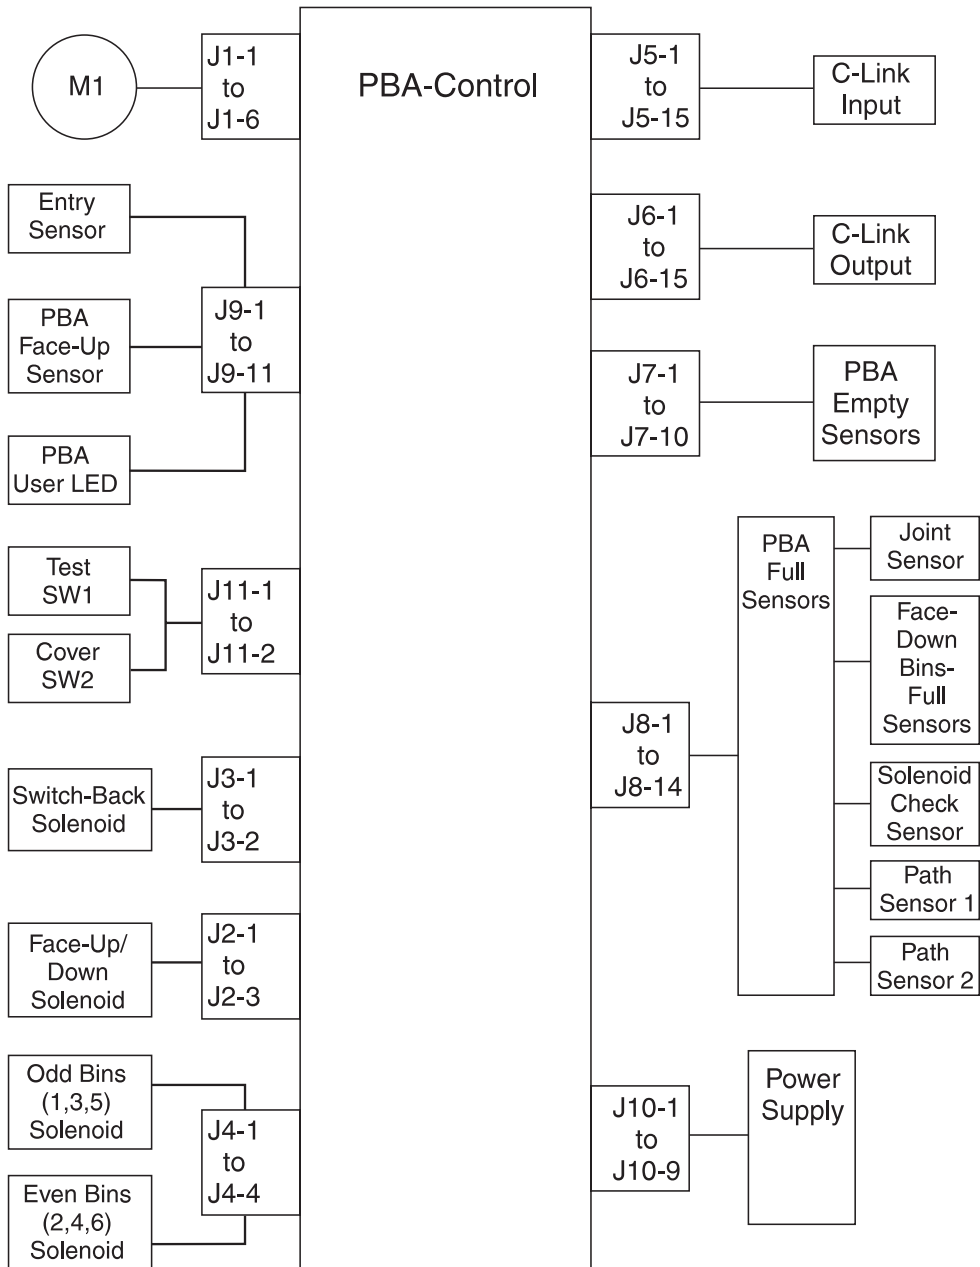 PBA-Control
M1
J1-1
to
J1-6
Entry
Sensor
PBA
Face-Up
Sensor
PBA
User LED
J9-1
to
J9-11
Test
SW1
Cover
SW2
J11-1
to
J11-2
Switch-Back
Solenoid
J3-1
to
J3-2
Face-Up/
Down
Solenoid
J2-1
to
J2-3
Odd Bins
(1,3,5)
Solenoid
Even Bins
(2,4,6)
Solenoid
J4-1
to
J4-4
J5-1
to
J5-15
C-Link
Input
J6-1
to
J6-15
C-Link
Output
J7-1
to
J7-10
PBA
Empty
Sensors
J8-1
to
J8-14
PBA
Full
Sensors
Joint
Sensor
Face-
Down
Bins-
Full
Sensors
Solenoid
Check
Sensor
Path
Sensor 1
Path
Sensor 2
J10-1
to
J10-9
Power
Supply